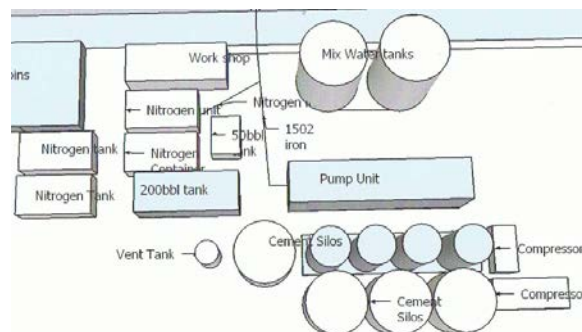 Work shop
Mix Water tanks
Nitrogen unit
Nitrogen
50bbl
tank
1502
iron
Nitrogen tank
Nitrogen
Container
Pump Unit
Nitrogen Tank
200bbl tank
Vent Tank
Cement Silos
Compressor
Compressor
Cement
Silos